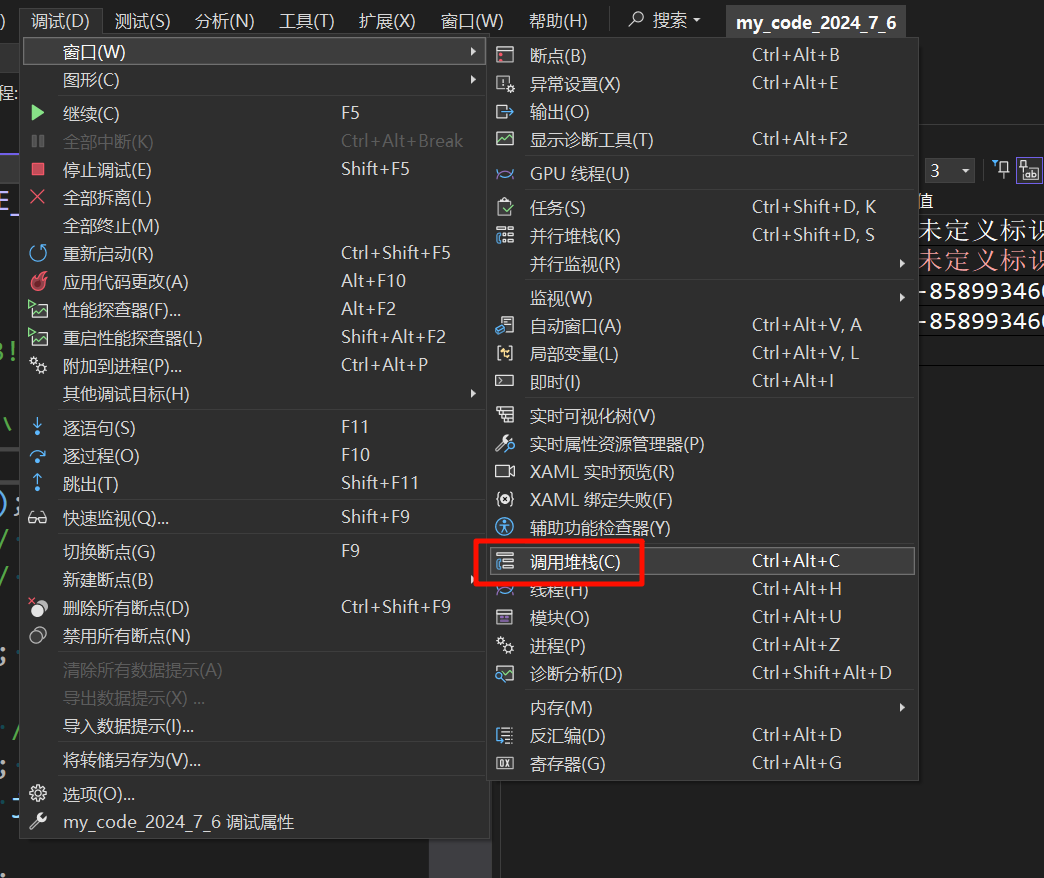 调试(D) 测试(S) 分析(N) 工具(T) 扩展(X) 窗口(W) 帮助(H) 搜索 my_code_2024_7_6
窗口(W)
图形(C)
继续(C) F5
全部中断(K) Ctrl+Alt+Break
停止调试(E) Shift+F5
全部拆离(L)
全部终止(M)
重新启动(R) Ctrl+Shift+F5
应用代码更改(A) Alt+F10
性能探查器(F)... Alt+F2
重启性能探查器(L) Shift+Alt+F2
附加到进程(P)... Ctrl+Alt+P
其他调试目标(H)
逐语句(S) F11
逐过程(O) F10
跳出(T) Shift+F11
快速监视(Q)... Shift+F9
切换断点(G) F9
新建断点(B)
删除所有断点(D) Ctrl+Shift+F9
禁用所有断点(N)
清除所有数据提示(A)
导出数据提示(X) ...
导入数据提示(I)...
将转储另存为(V)...
选项(O)...
my_code_2024_7_6 调试属性
断点(B) Ctrl+Alt+B
异常设置(X) Ctrl+Alt+E
输出(O)
显示诊断工具(T) Ctrl+Alt+F2
GPU 线程(U)
任务(S) Ctrl+Shift+D, K
并行堆栈(K) Ctrl+Shift+D, S
并行监视(R)
监视(W)
自动窗口(A) Ctrl+Alt+V, A
局部变量(L) Ctrl+Alt+V, L
即时(I) Ctrl+Alt+I
实时可视化树(V)
实时属性资源管理器(P)
XAML 实时预览(R)
XAML 绑定失败(F)
辅助功能检查器(Y)
调用堆栈(C) Ctrl+Alt+C
线程(H) Ctrl+Alt+H
模块(O) Ctrl+Alt+U
进程(P) Ctrl+Alt+Z
诊断分析(D) Ctrl+Shift+Alt+D
内存(M)
反汇编(D) Ctrl+Alt+D
寄存器(G) Ctrl+Alt+G
程:
E_
3
值
未定义标识
未定义标识
-858993460
-858993460